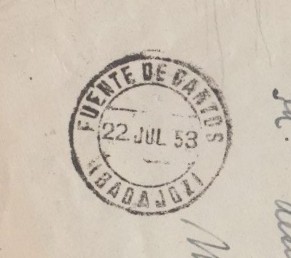 FUENTE DE CANTOS
22 JUL 53
(BADAJOZ)